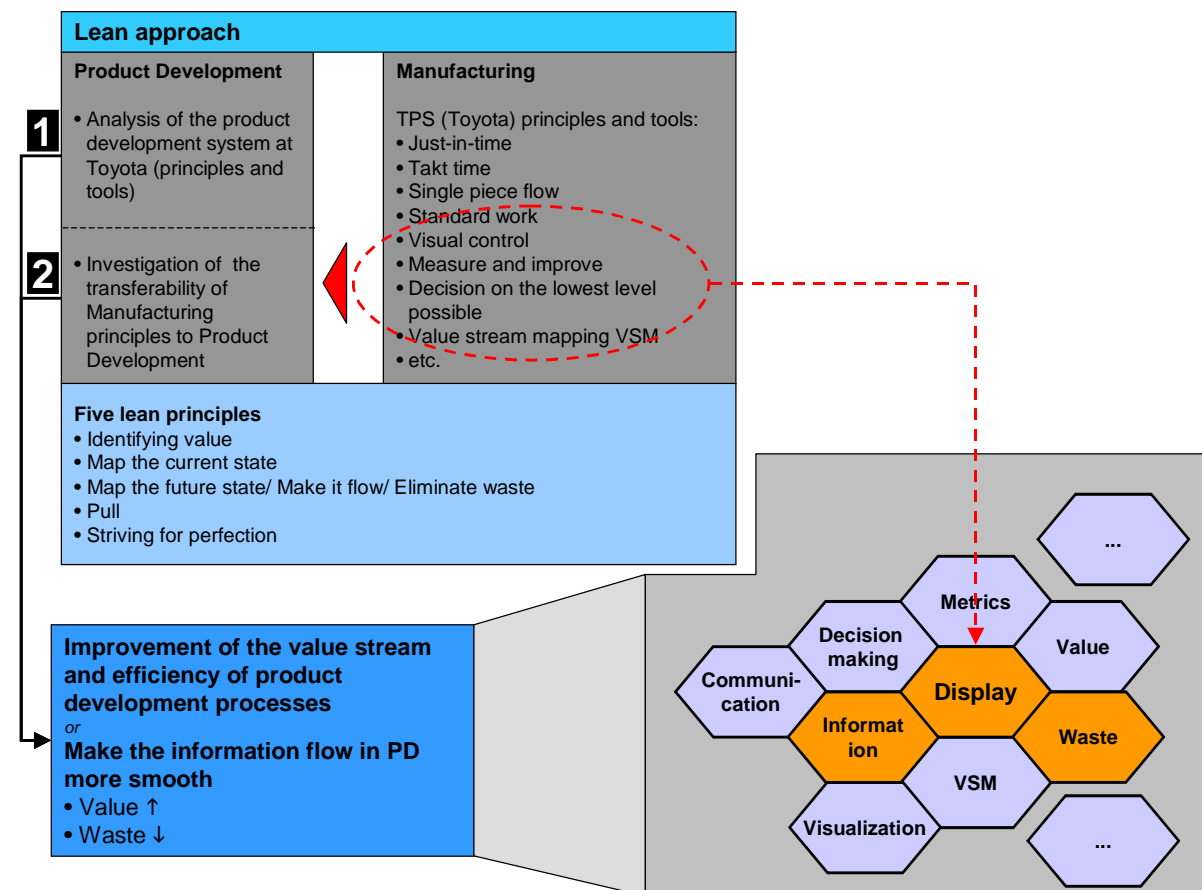 Lean approach
Product Development
1
• Analysis of the product
development system at
Toyota (principles and
tools)
2
• Investigation of the
transferability of
Manufacturing
principles to Product
Development
Manufacturing
TPS (Toyota) principles and tools:
• Just-in-time
• Takt time
• Single piece flow
• Standard work
• Visual control
• Measure and improve
• Decision on the lowest level
possible
• Value stream mapping VSM
• etc.
Five lean principles
• Identifying value
• Map the current state
• Map the future state/ Make it flow/ Eliminate waste
• Pull
• Striving for perfection
Improvement of the value stream
and efficiency of product
development processes
or
Make the information flow in PD
more smooth
• Value ↑
• Waste ↓
...
Metrics
Decision
making
Value
Communi-
cation
Display
Informat
ion
Waste
VSM
Visualization
...